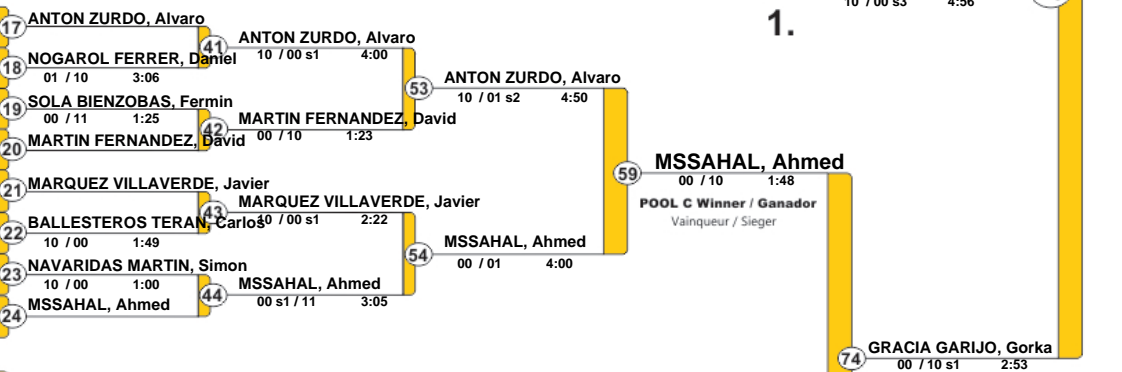 10 / 00 s3 4:56
1.
17 ANTON ZURDO, Alvaro
41 ANTON ZURDO, Alvaro
10 / 00 s1 4:00
18 NOGAROL FERRER, Daniel
01 / 10 3:06
53 ANTON ZURDO, Alvaro
10 / 01 s2 4:50
19 SOLA BIENZOBAS, Fermin
00 / 11 1:25
42 MARTIN FERNANDEZ, David
00 / 10 1:23
20 MARTIN FERNANDEZ, David
59 MSSAHAL, Ahmed
00 / 10 1:48
POOL C Winner / Ganador
Vainqueur / Sieger
21 MARQUEZ VILLAVERDE, Javier
43 MARQUEZ VILLAVERDE, Javier
10 / 00 s1 2:22
22 BALLESTEROS TERAN, Carlos
10 / 00 1:49
54 MSSAHAL, Ahmed
00 / 01 4:00
23 NAVARIDAS MARTIN, Simon
10 / 00 1:00
44 MSSAHAL, Ahmed
00 s1 / 11 3:05
24 MSSAHAL, Ahmed
74 GRACIA GARIJO, Gorka
00 / 10 s1 2:53